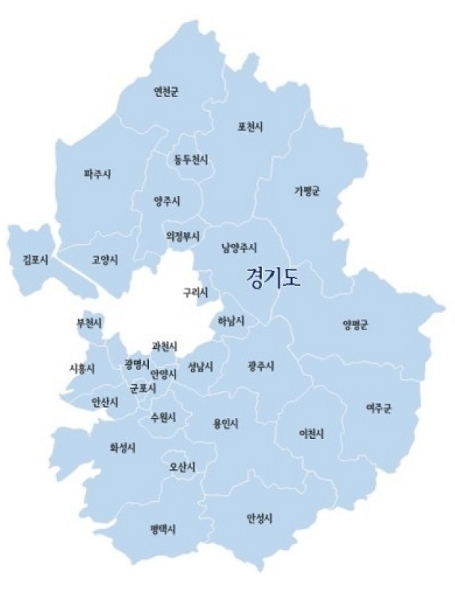 연천군
포천시
동두천시
파주시
가평군
양주시
의정부시
남양주시
김포시
고양시
경기도
구리시
부천시
하남시
양평군
과천시
광명시
시흥시
안양시
성남시
광주시
군포시
안산시
여주군
수원시
용인시
이천시
화성시
오산시
안성시
평택시